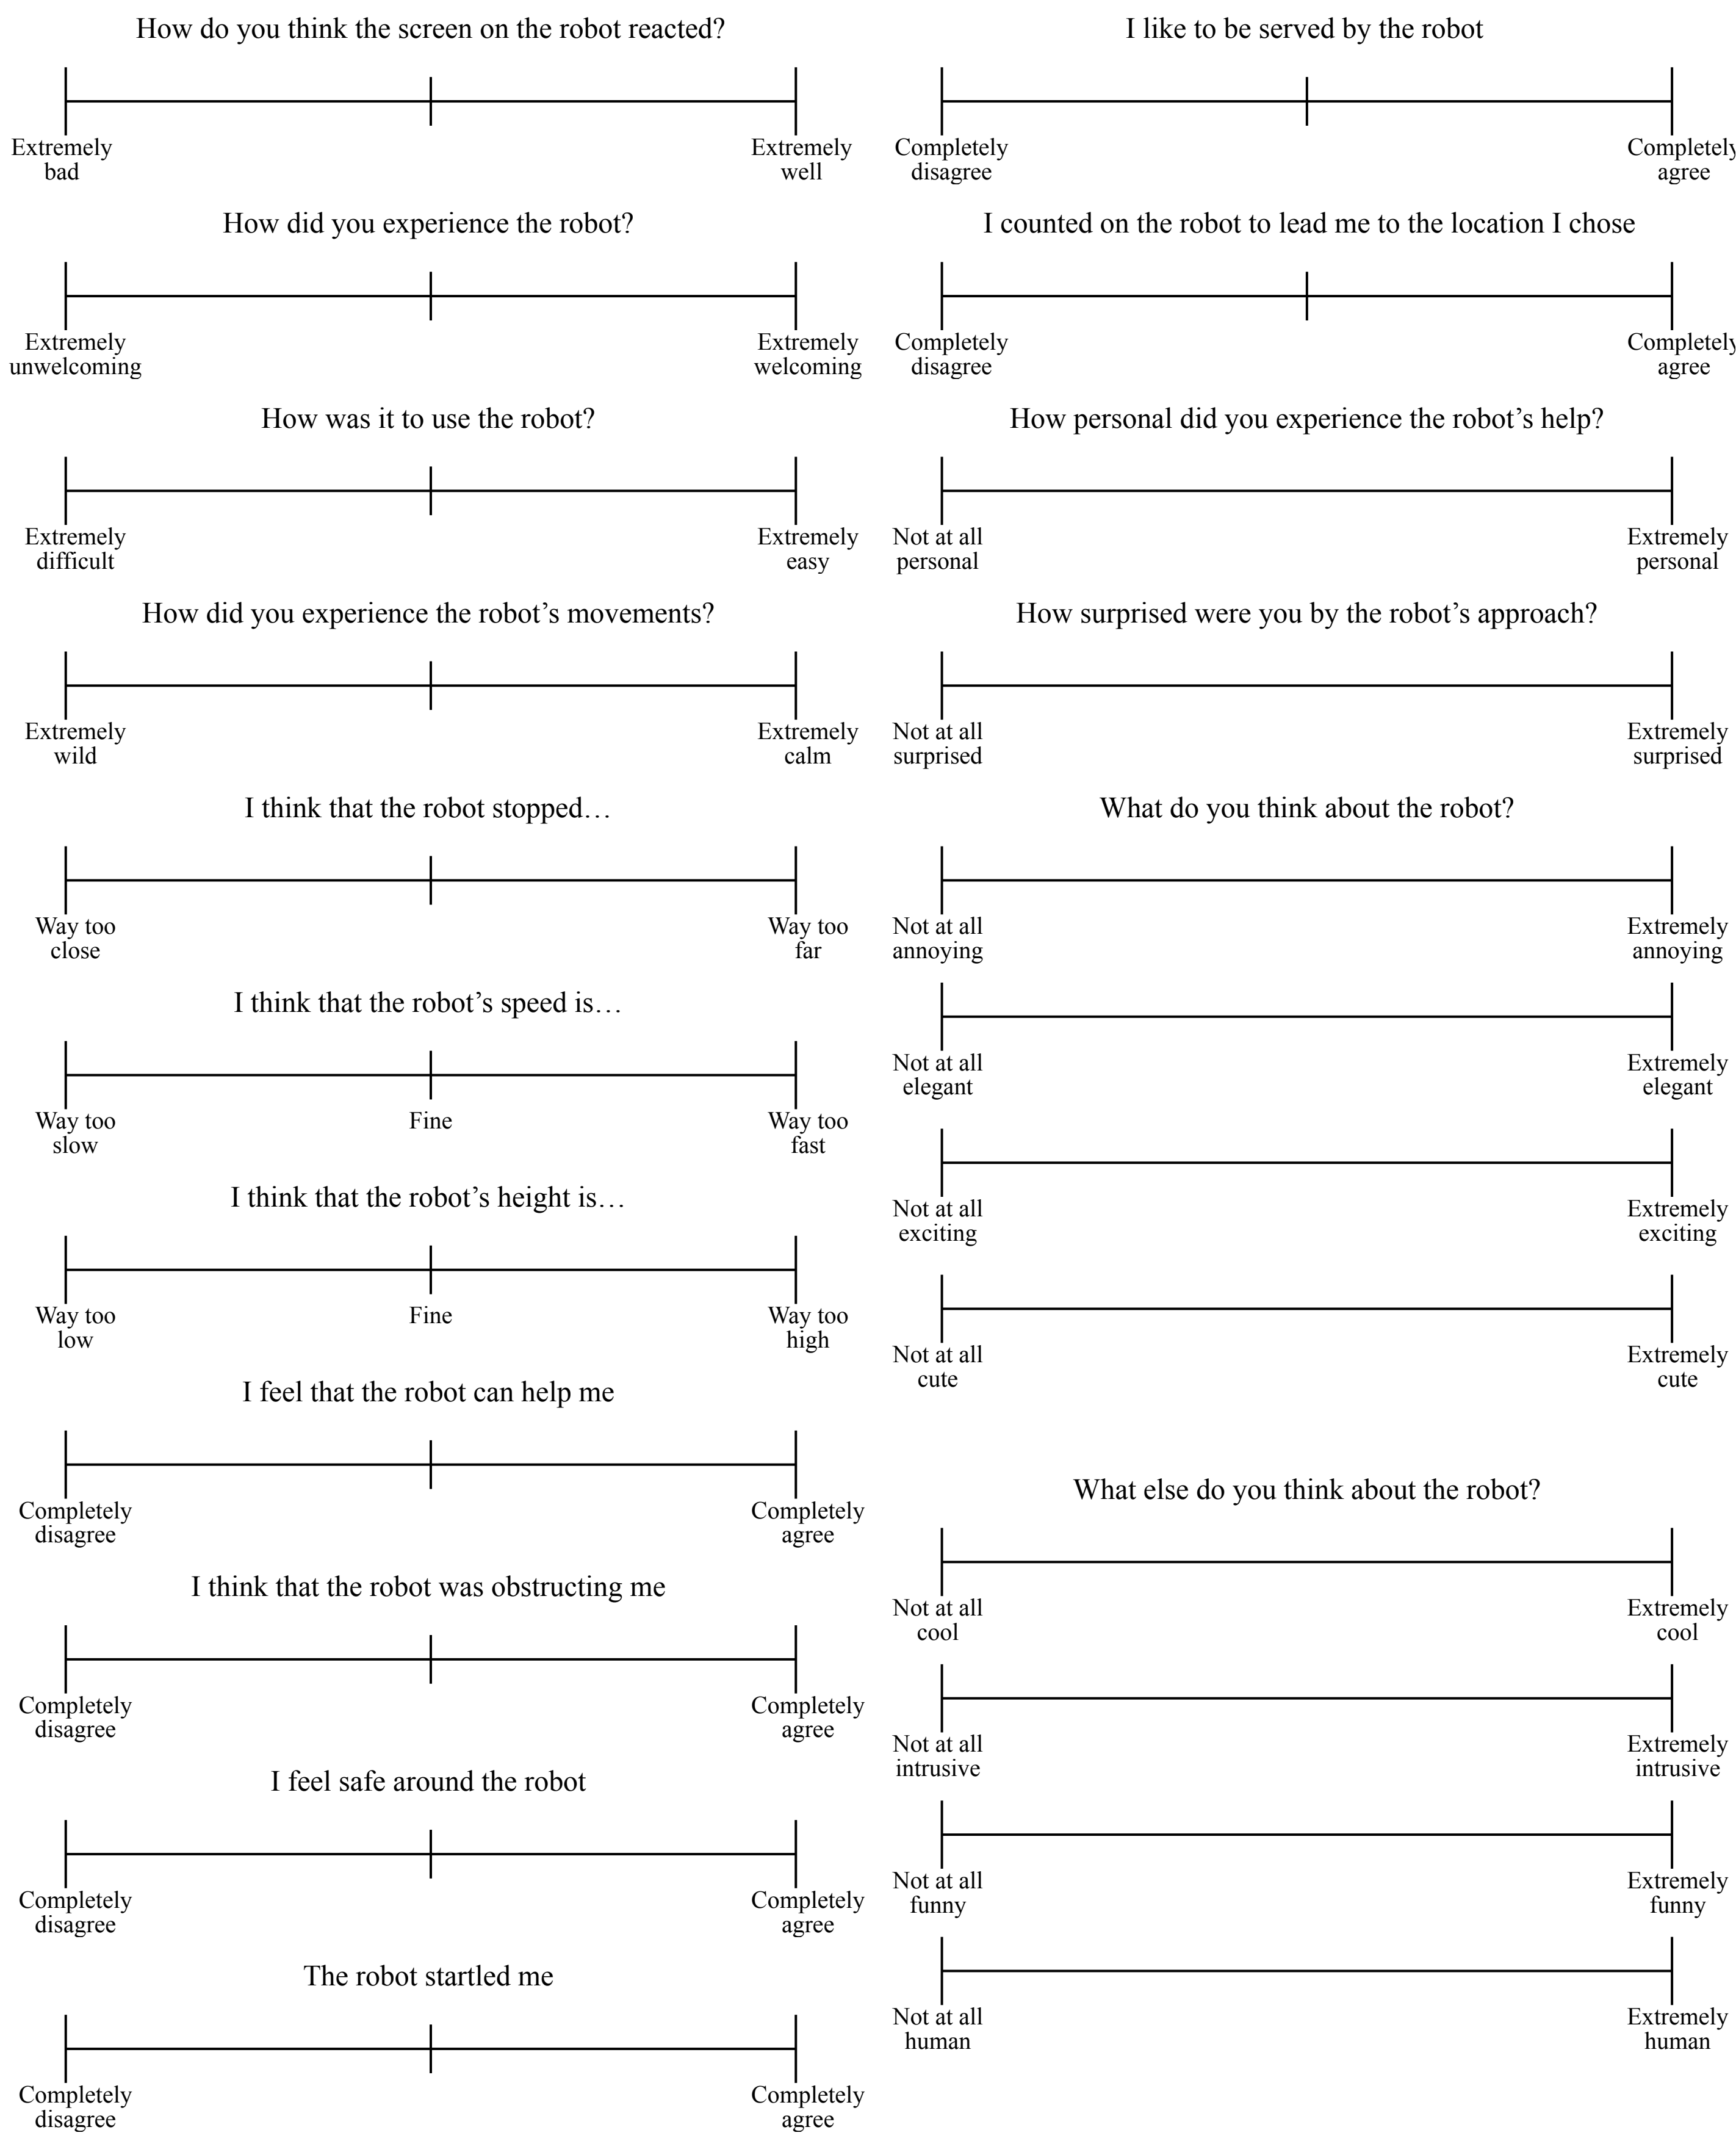 How do you think the screen on the robot reacted?
Extremely
bad
Extremely
well
How did you experience the robot?
Extremely
unwelcoming
Extremely
welcoming
How was it to use the robot?
Extremely
difficult
Extremely
easy
How did you experience the robot’s movements?
Extremely
wild
Extremely
calm
I think that the robot stopped…
Way too
close
Way too
far
I think that the robot’s speed is…
Way too
slow
Fine
Way too
fast
I think that the robot’s height is…
Way too
low
Fine
Way too
high
I feel that the robot can help me
Completely
disagree
Completely
agree
I think that the robot was obstructing me
Completely
disagree
Completely
agree
I feel safe around the robot
Completely
disagree
Completely
agree
The robot startled me
Completely
disagree
Completely
agree
I like to be served by the robot
Completely
disagree
Completely
agree
I counted on the robot to lead me to the location I chose
Completely
disagree
Completely
agree
How personal did you experience the robot’s help?
Not at all
personal
Extremely
personal
How surprised were you by the robot’s approach?
Not at all
surprised
Extremely
surprised
What do you think about the robot?
Not at all
annoying
Extremely
annoying
Not at all
elegant
Extremely
elegant
Not at all
exciting
Extremely
exciting
Not at all
cute
Extremely
cute
What else do you think about the robot?
Not at all
cool
Extremely
cool
Not at all
intrusive
Extremely
intrusive
Not at all
funny
Extremely
funny
Not at all
human
Extremely
human